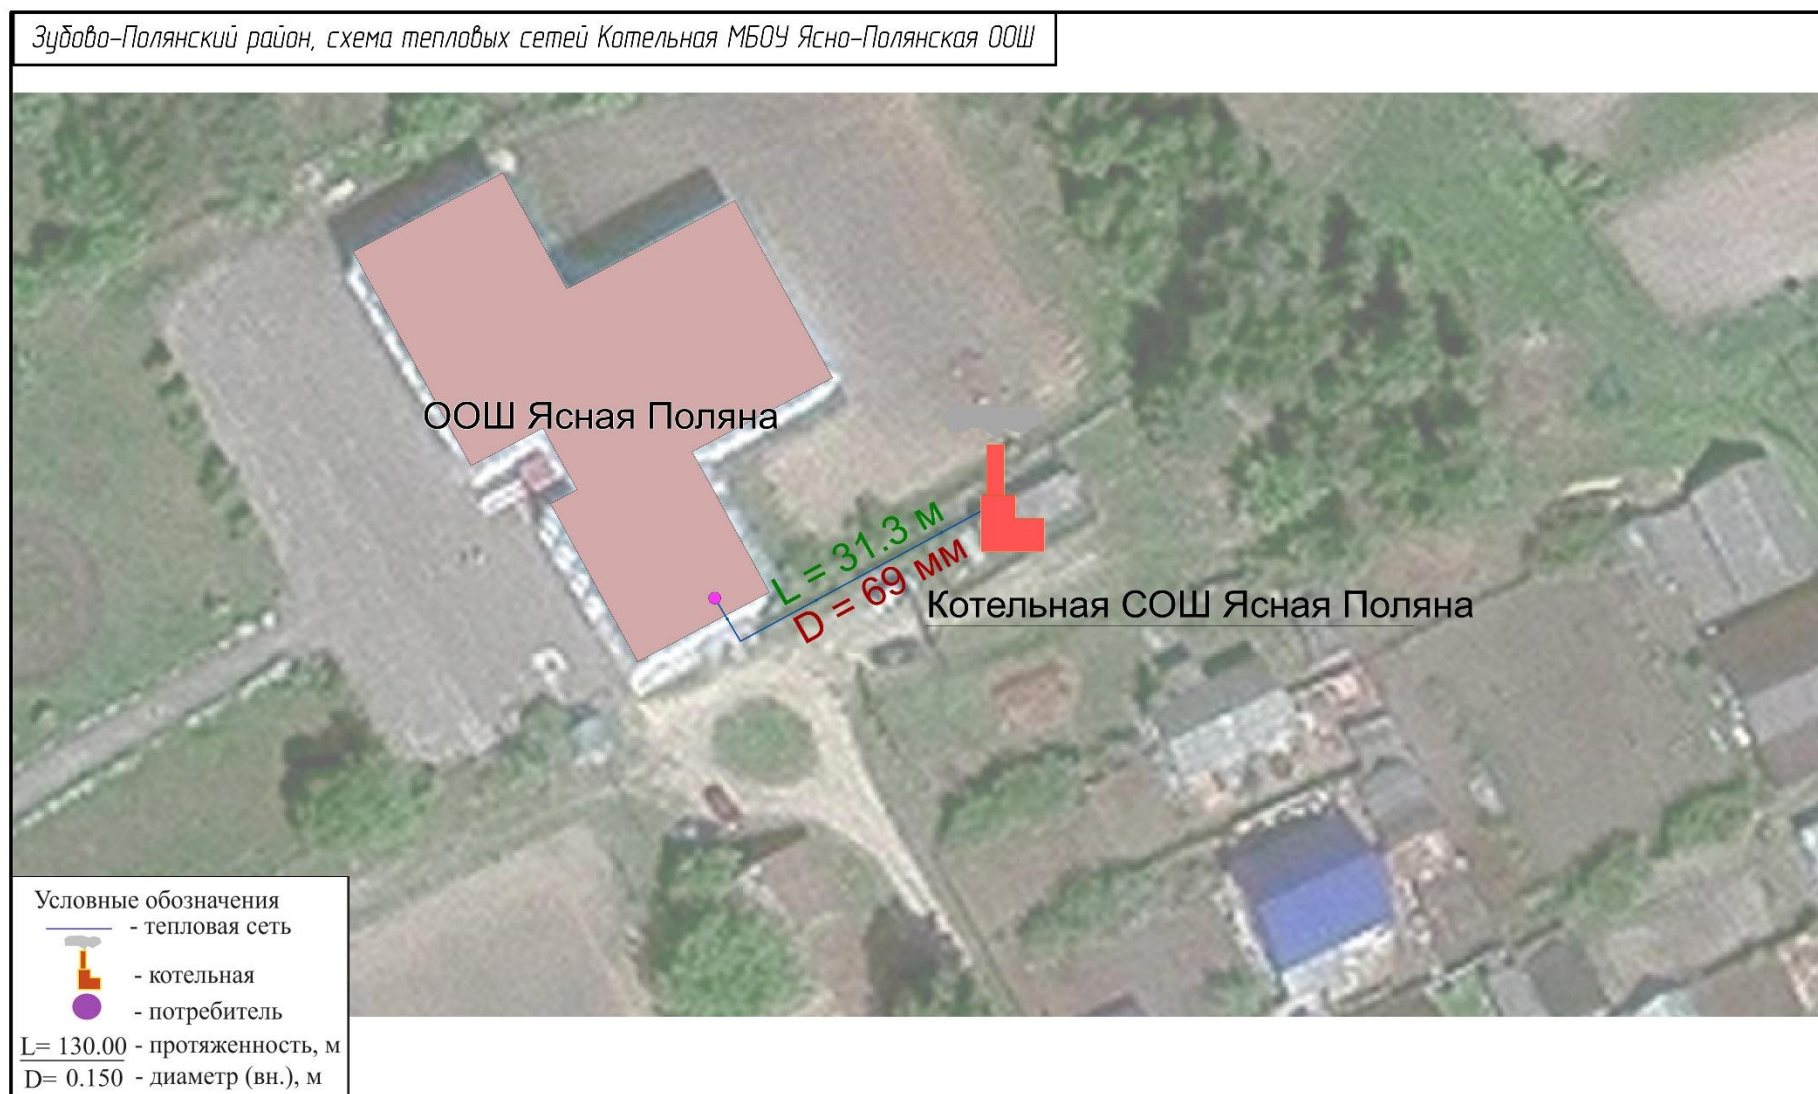 Зубово-Полянский район, схема тепловых сетей Котельная МБОУ Ясно-Полянская ООШ
ООШ Ясная Поляна
L = 31.3 м
D = 69 мм
Котельная СОШ Ясная Поляна
Условные обозначения
- тепловая сеть
- котельная
- потребитель
L= 130.00 - протяженность, м
D= 0.150 - диаметр (вн.), м